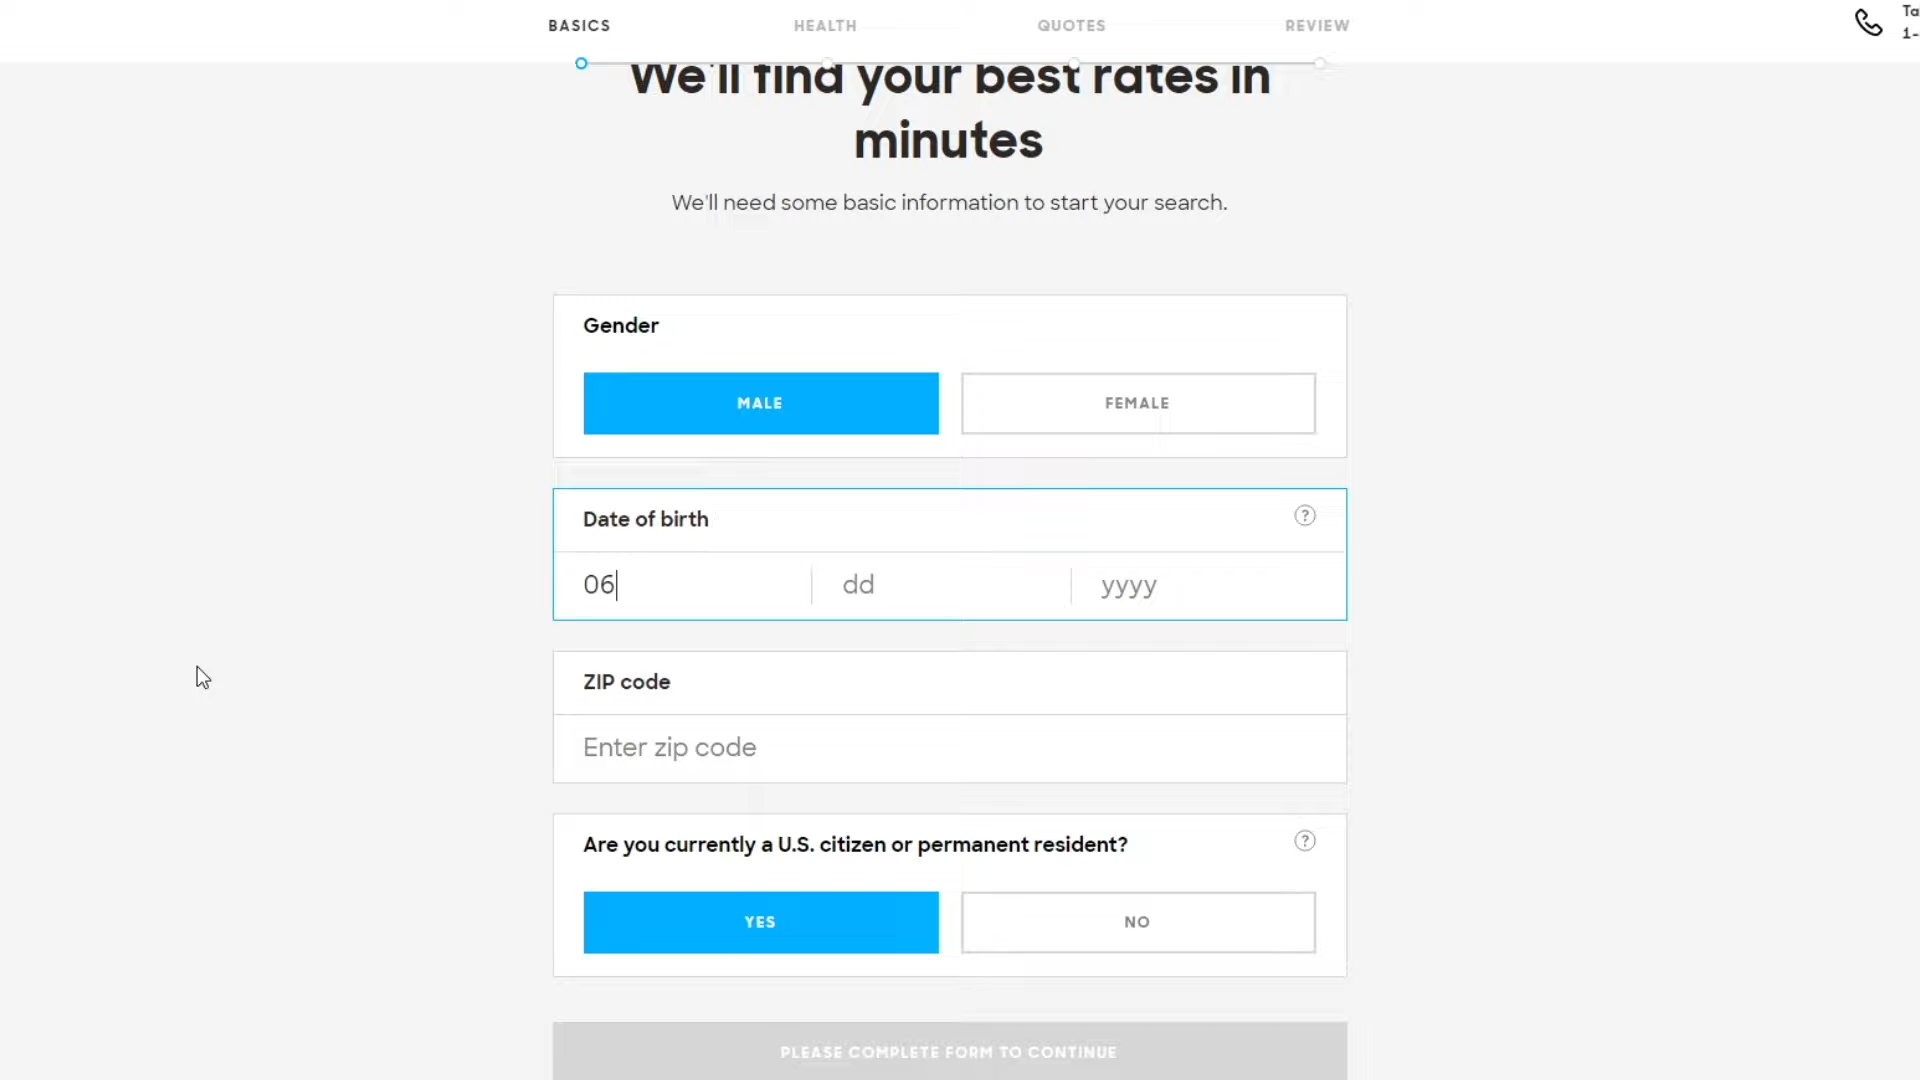 BASICS
HEALTH
QUOTES
REVIEW
We'll find your best rates in
minutes
We'll need some basic information to start your search.
Gender
MALE
FEMALE
Date of birth
?
06
dd
yyyy
ZIP code
Enter zip code
Are you currently a U.S. citizen or permanent resident?
?
YES
NO
PLEASE COMPLETE FORM TO CONTINUE